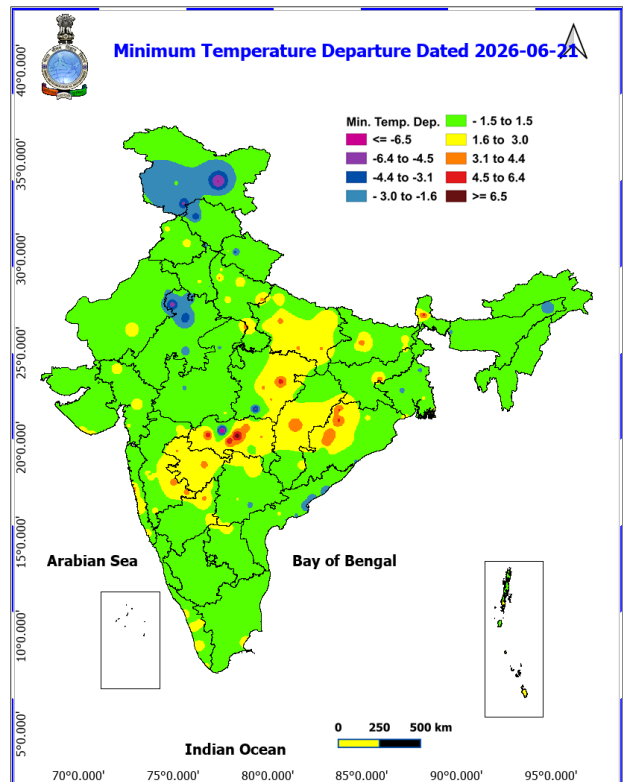 Minimum Temperature Departure Dated 2026-06-21
Min. Temp. Dep.
<= -6.5
-6.4 to -4.5
-4.4 to -3.1
- 3.0 to -1.6
- 1.5 to 1.5
1.6 to 3.0
3.1 to 4.4
4.5 to 6.4
>= 6.5
40°0.000'
35°0.000'
30°0.000'
25°0.000'
20°0.000'
15°0.000'
10°0.000'
5°0.000'
Arabian Sea
Bay of Bengal
Indian Ocean
0 250 500 km
70°0.000' 75°0.000' 80°0.000' 85°0.000' 90°0.000' 95°0.000'